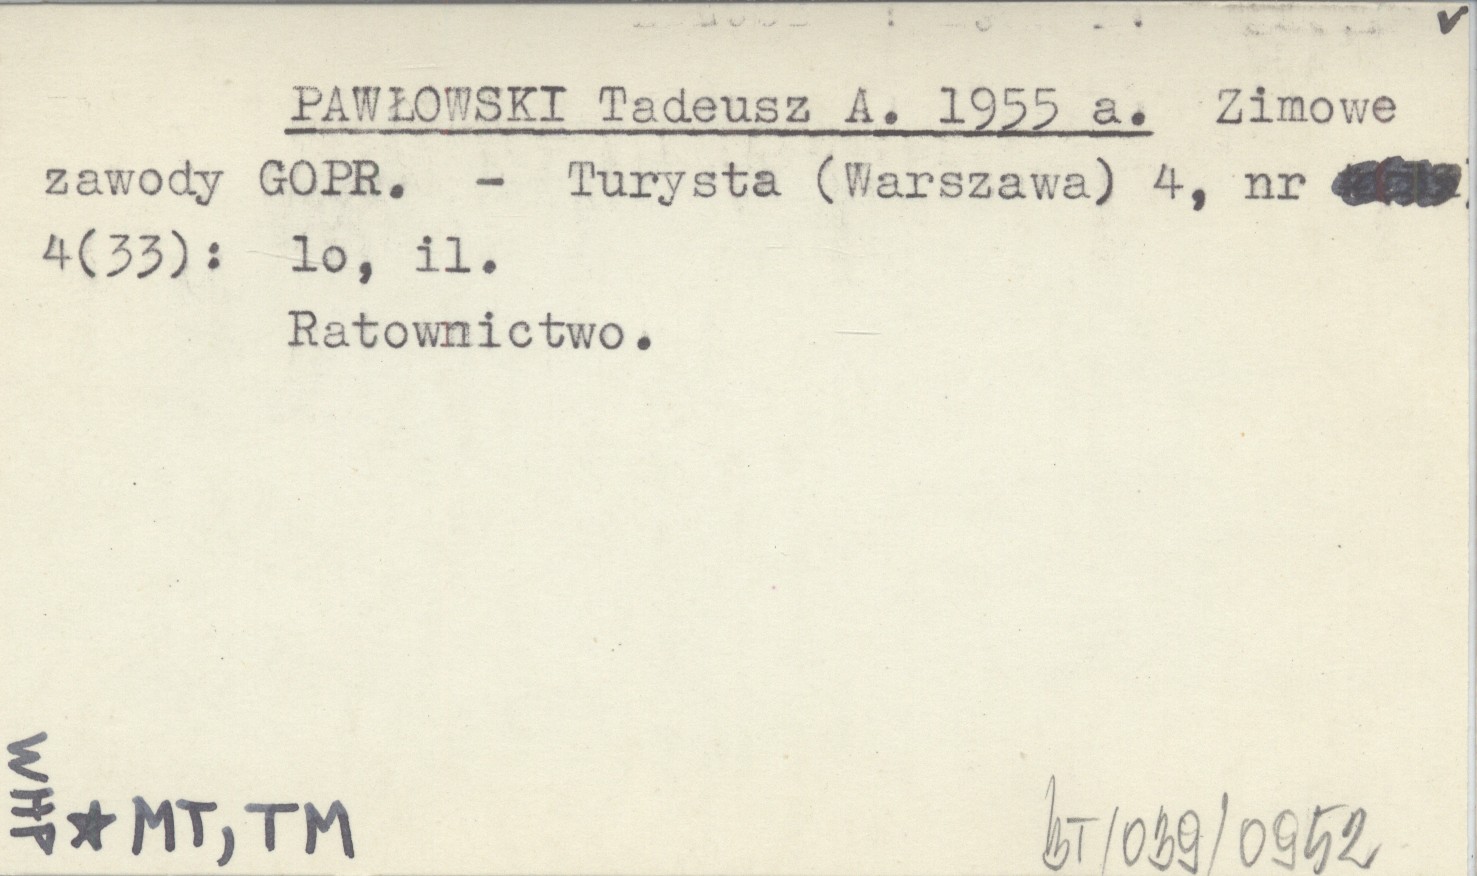 PAWŁOWSKI Tadeusz A. 1955 a. Zimowe
zawody GOPR. - Turysta (Warszawa) 4, nr
4(33): lo, il.
Ratownictwo.
WHP
★ MT, TM
BT/039/0952